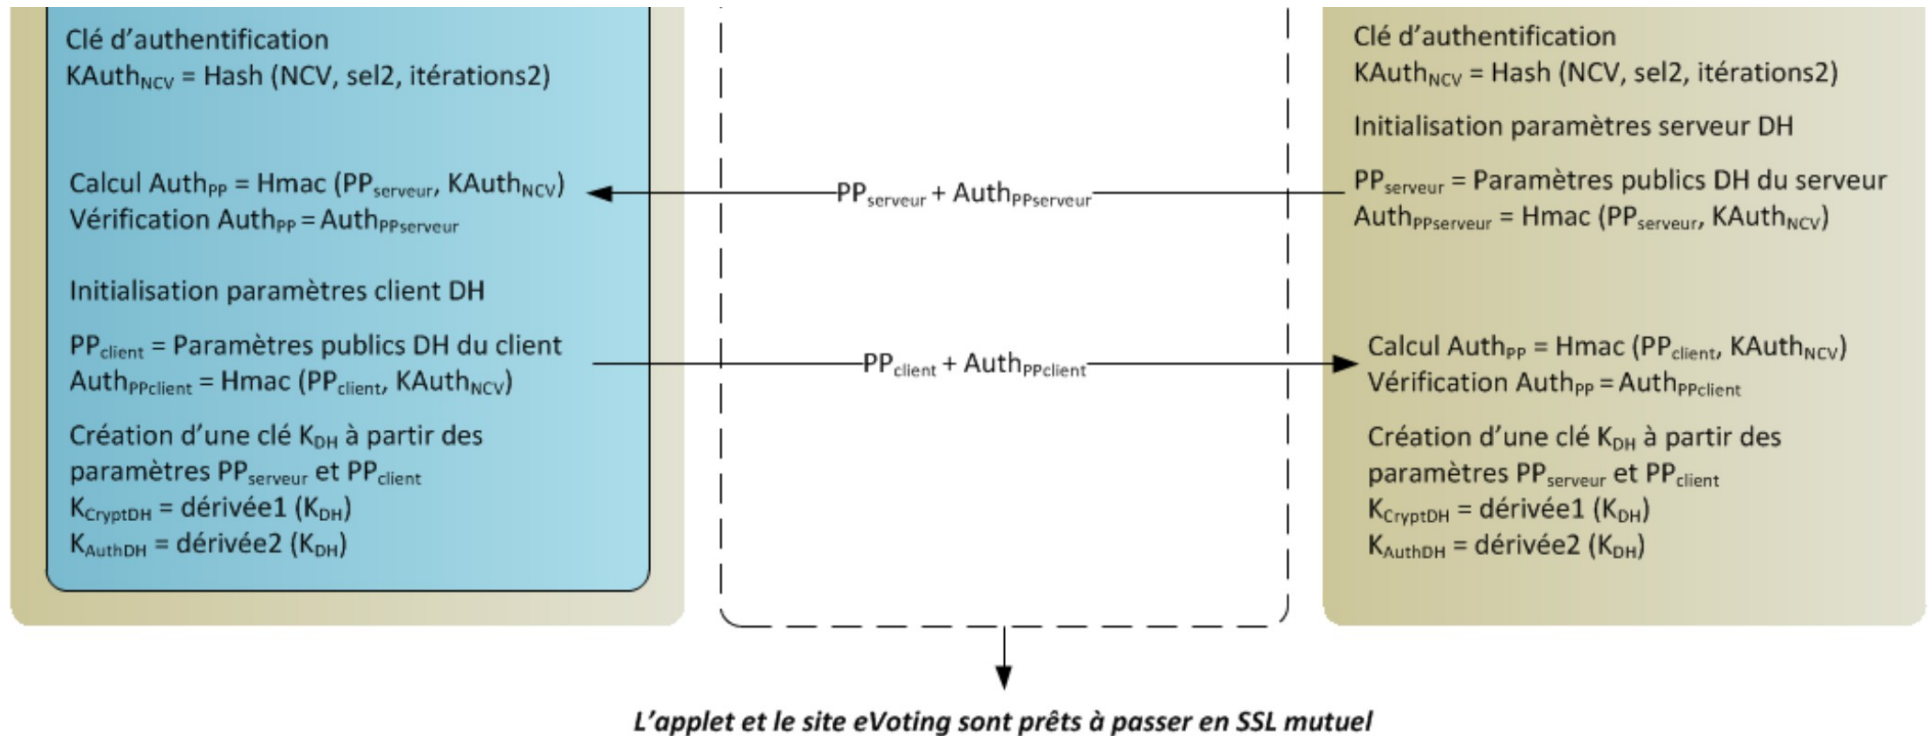 Clé d'authentification
KAuthNCV = Hash (NCV, sel2, itérations2)
Calcul AuthPP = Hmac (PPserveur, KAuthNCV)
Vérification AuthPP = AuthPPserveur
Initialisation paramètres client DH
PPclient = Paramètres publics DH du client
AuthPPclient = Hmac (PPclient, KAuthNCV)
Création d'une clé KDH à partir des
paramètres PPserveur et PPclient
KCryptDH = dérivée1 (KDH)
KAuthDH = dérivée2 (KDH)
PPserveur + AuthPPserveur
PPclient + AuthPPclient
Clé d'authentification
KAuthNCV = Hash (NCV, sel2, itérations2)
Initialisation paramètres serveur DH
PPserveur = Paramètres publics DH du serveur
AuthPPserveur = Hmac (PPserveur, KAuthNCV)
Calcul AuthPP = Hmac (PPclient, KAuthNCV)
Vérification AuthPP = AuthPPclient
Création d'une clé KDH à partir des
paramètres PPserveur et PPclient
KCryptDH = dérivée1 (KDH)
KAuthDH = dérivée2 (KDH)
L'applet et le site eVoting sont prêts à passer en SSL mutuel